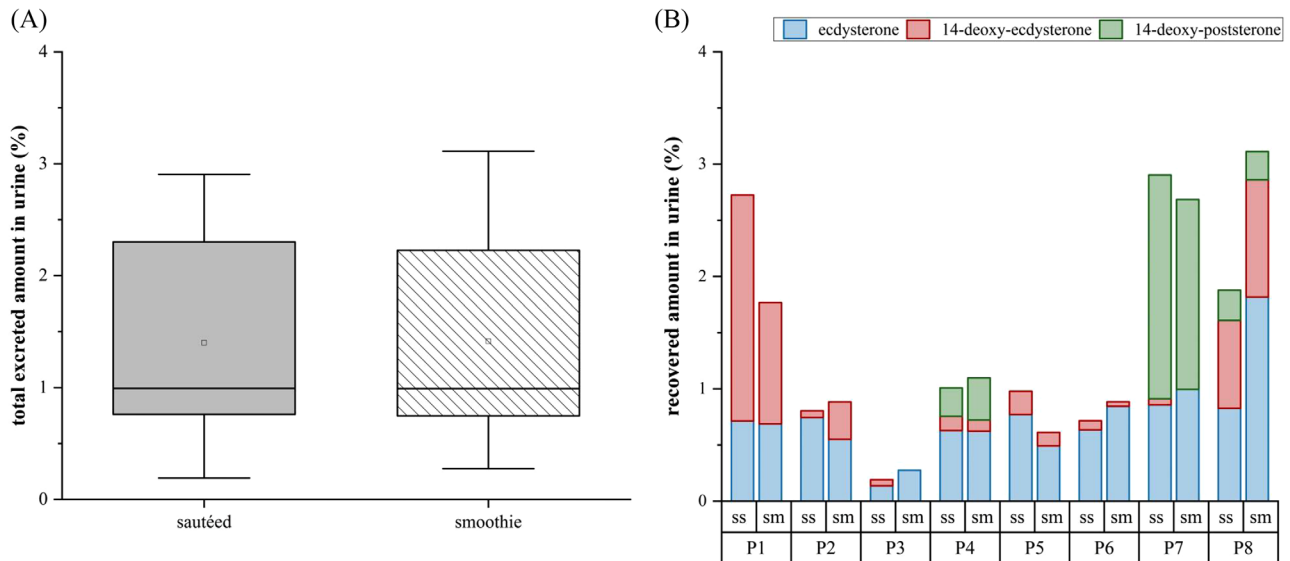 (A)
total excreted amount in urine (%)
4
3
2
1
0
sautéed smoothie
(B)
ecdysterone 14-deoxy-ecdysterone 14-deoxy-poststerone
recovered amount in urine (%)
4
3
2
1
0
ss sm ss sm ss sm ss sm ss sm ss sm ss sm ss sm
P1 P2 P3 P4 P5 P6 P7 P8